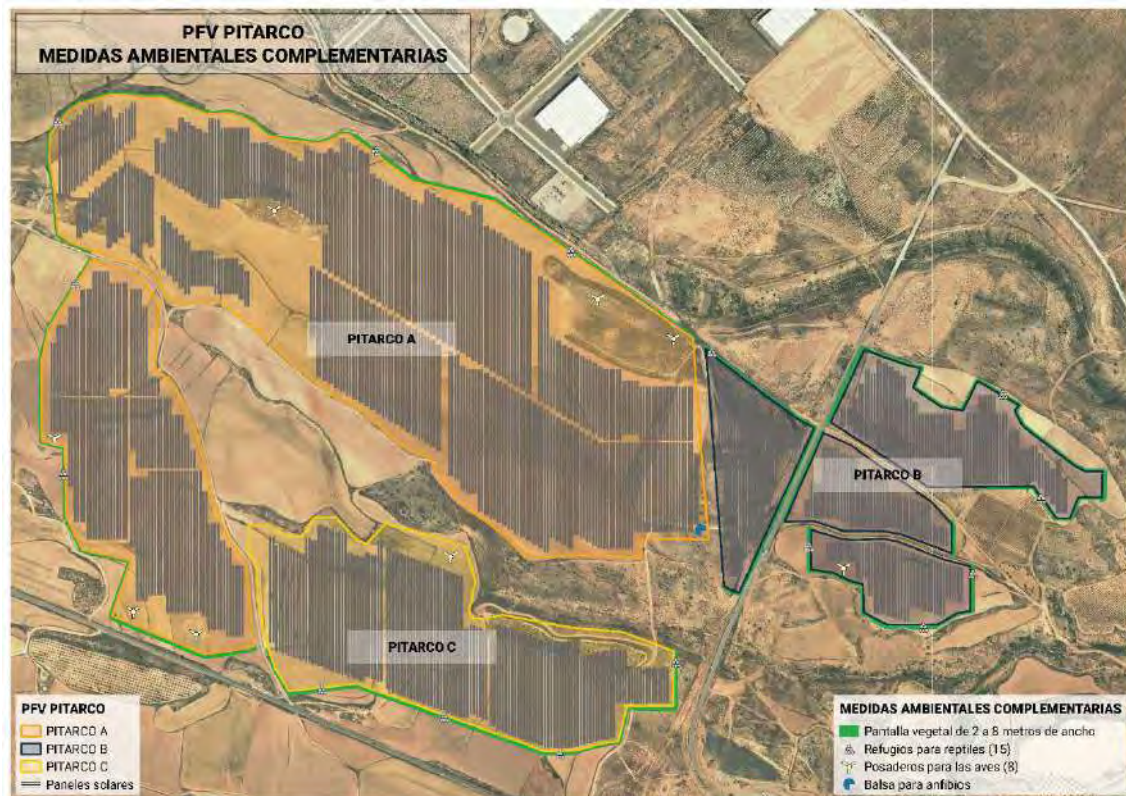 PFV PITARCO
MEDIDAS AMBIENTALES COMPLEMENTARIAS
PITARCO A
PITARCO B
PITARCO C
PFV PITARCO
PITARCO A
PITARCO B
PITARCO C
Paneles solares
MEDIDAS AMBIENTALES COMPLEMENTARIAS
Pantalla vegetal de 2 a 8 metros de ancho
Refugios para reptiles (15)
Posaderos para las aves (8)
Balsa para anfibios